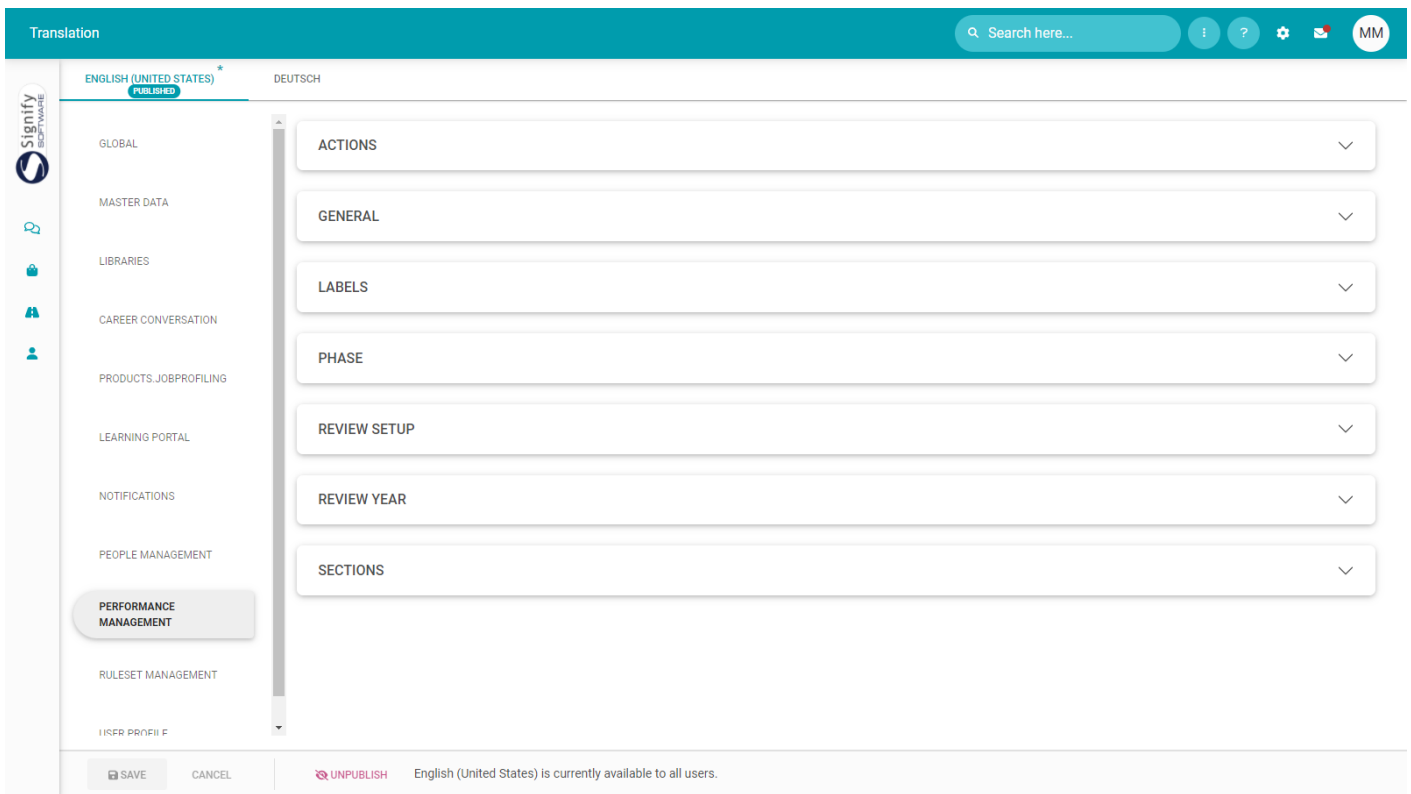 Translation
Search here...
?
MM
Signify
SOFTWARE
ENGLISH (UNITED STATES) *
PUBLISHED
DEUTSCH
GLOBAL
MASTER DATA
LIBRARIES
CAREER CONVERSATION
PRODUCTS.JOBPROFILING
LEARNING PORTAL
NOTIFICATIONS
PEOPLE MANAGEMENT
PERFORMANCE
MANAGEMENT
RULESET MANAGEMENT
USER PROFILE
ACTIONS
GENERAL
LABELS
PHASE
REVIEW SETUP
REVIEW YEAR
SECTIONS
SAVE
CANCEL
UNPUBLISH
English (United States) is currently available to all users.